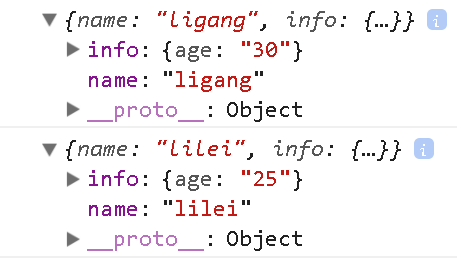 ▼ {name: "ligang", info: {…}} i
▶ info: {age: "30"}
name: "ligang"
▶ __proto__: Object
▼ {name: "lilei", info: {…}} i
▶ info: {age: "25"}
name: "lilei"
▶ __proto__: Object